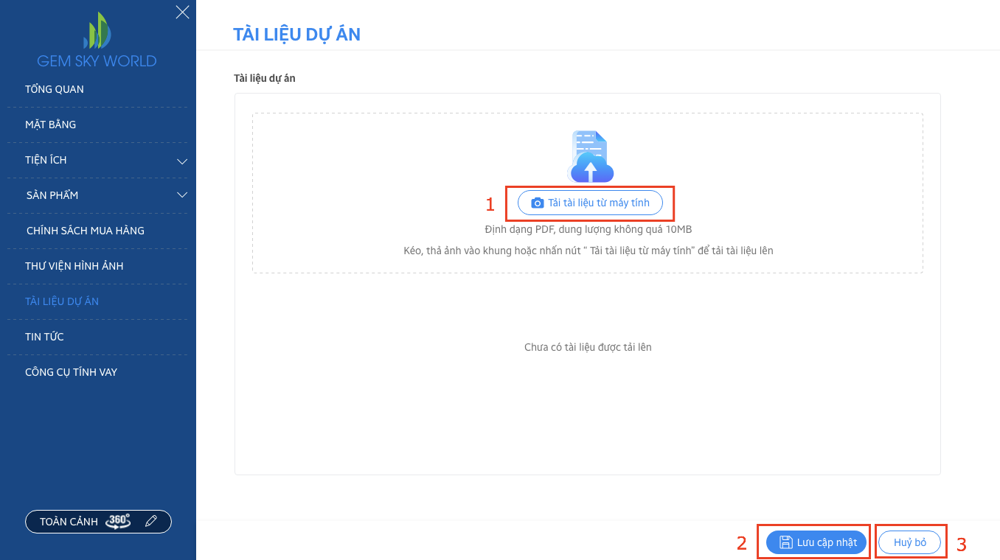 GEM SKY WORLD
TỔNG QUAN
MẶT BẰNG
TIỆN ÍCH
SẢN PHẨM
CHÍNH SÁCH MUA HÀNG
THƯ VIỆN HÌNH ẢNH
TÀI LIỆU DỰ ÁN
TIN TỨC
CÔNG CỤ TÍNH VAY
TOÀN CẢNH 360°
TÀI LIỆU DỰ ÁN
Tài liệu dự án
1 Tải tài liệu từ máy tính
Định dạng PDF, dung lượng không quá 10MB
Kéo, thả ảnh vào khung hoặc nhấn nút “ Tải tài liệu từ máy tính” để tải tài liệu lên
Chưa có tài liệu được tải lên
2 Lưu cập nhật Huỷ bỏ 3